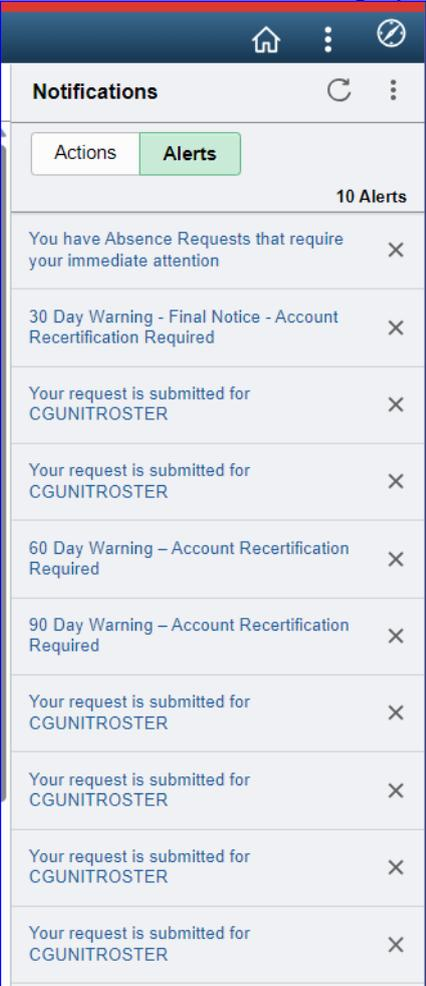 Notifications
Actions
Alerts
10 Alerts
You have Absence Requests that require
your immediate attention
30 Day Warning - Final Notice - Account
Recertification Required
Your request is submitted for
CGUNITROSTER
Your request is submitted for
CGUNITROSTER
60 Day Warning – Account Recertification
Required
90 Day Warning – Account Recertification
Required
Your request is submitted for
CGUNITROSTER
Your request is submitted for
CGUNITROSTER
Your request is submitted for
CGUNITROSTER
Your request is submitted for
CGUNITROSTER